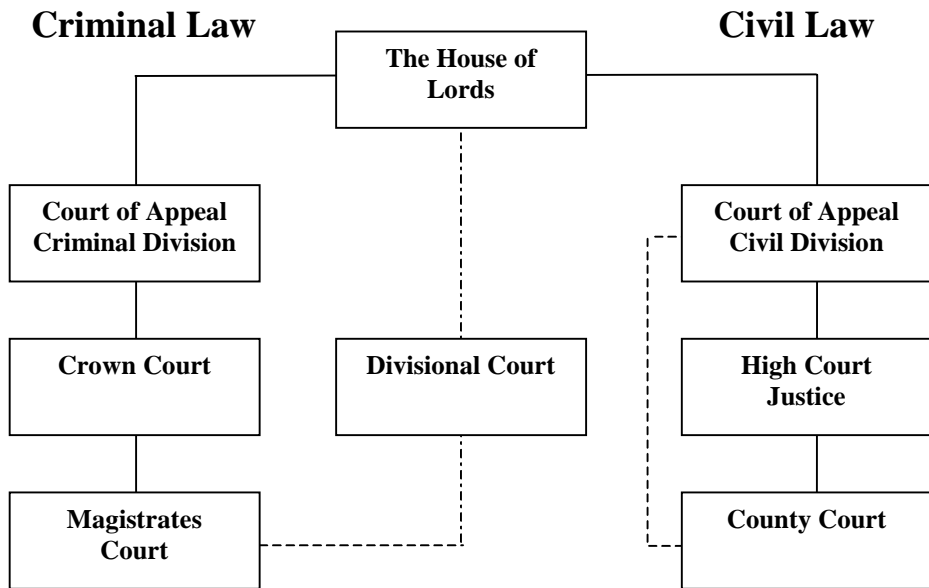 Criminal Law
Civil Law
The House of
Lords
Court of Appeal
Criminal Division
Court of Appeal
Civil Division
Crown Court
Divisional Court
High Court
Justice
Magistrates
Court
County Court